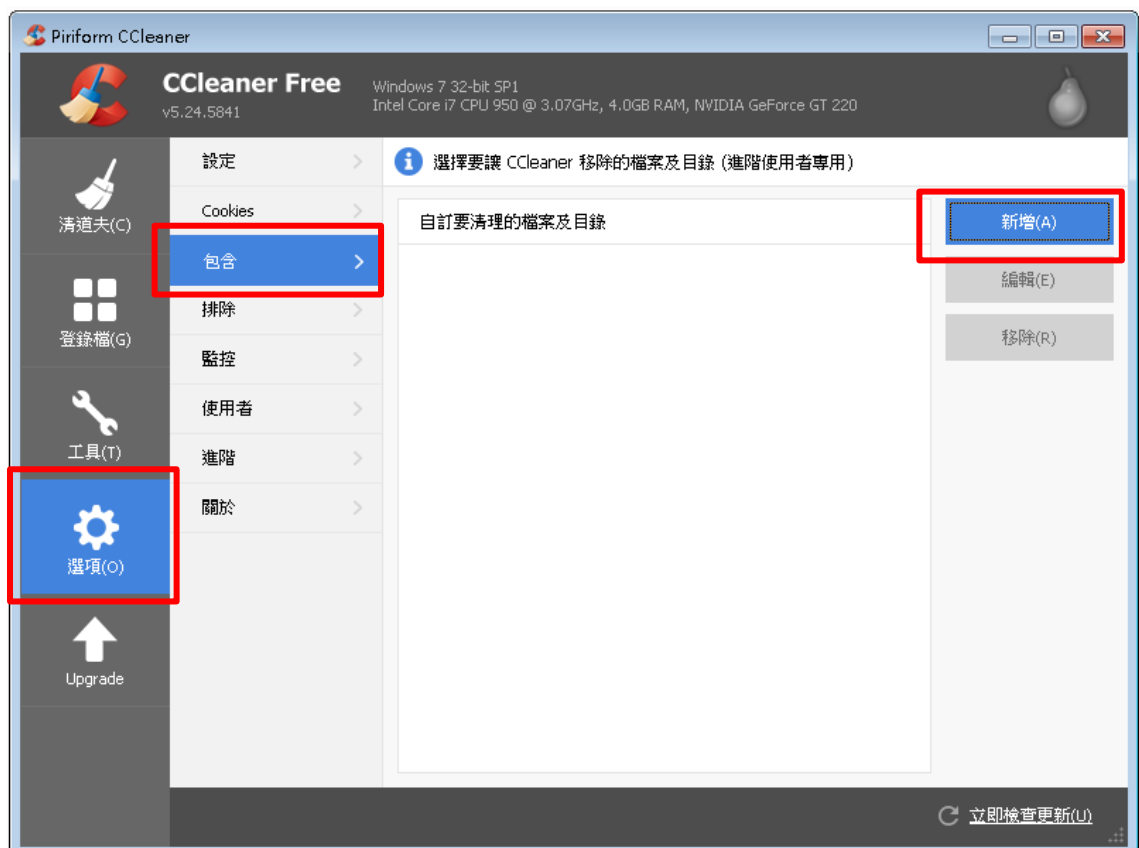 Piriform CCleaner
CCleaner Free
v5.24.5841
Windows 7 32-bit SP1
Intel Core i7 CPU 950 @ 3.07GHz, 4.0GB RAM, NVIDIA GeForce GT 220
清道夫(C)
登錄檔(G)
工具(T)
選項(O)
Upgrade
設定
Cookies
包含
排除
監控
使用者
進階
關於
選擇要讓 CCleaner 移除的檔案及目錄 (進階使用者專用)
自訂要清理的檔案及目錄
新增(A)
編輯(E)
移除(R)
立即檢查更新(U)